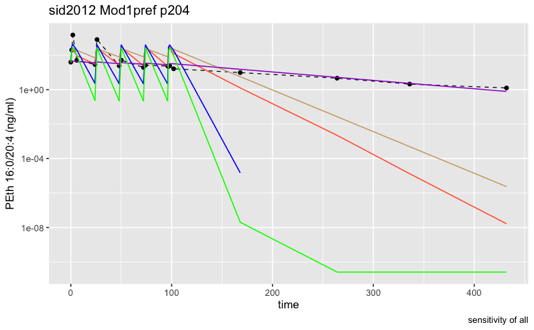 sid2012 Mod1pref p204
PEth 16:0/20:4 (ng/ml)
1e+00
1e-04
1e-08
0
100
200
300
400
time
sensitivity of all